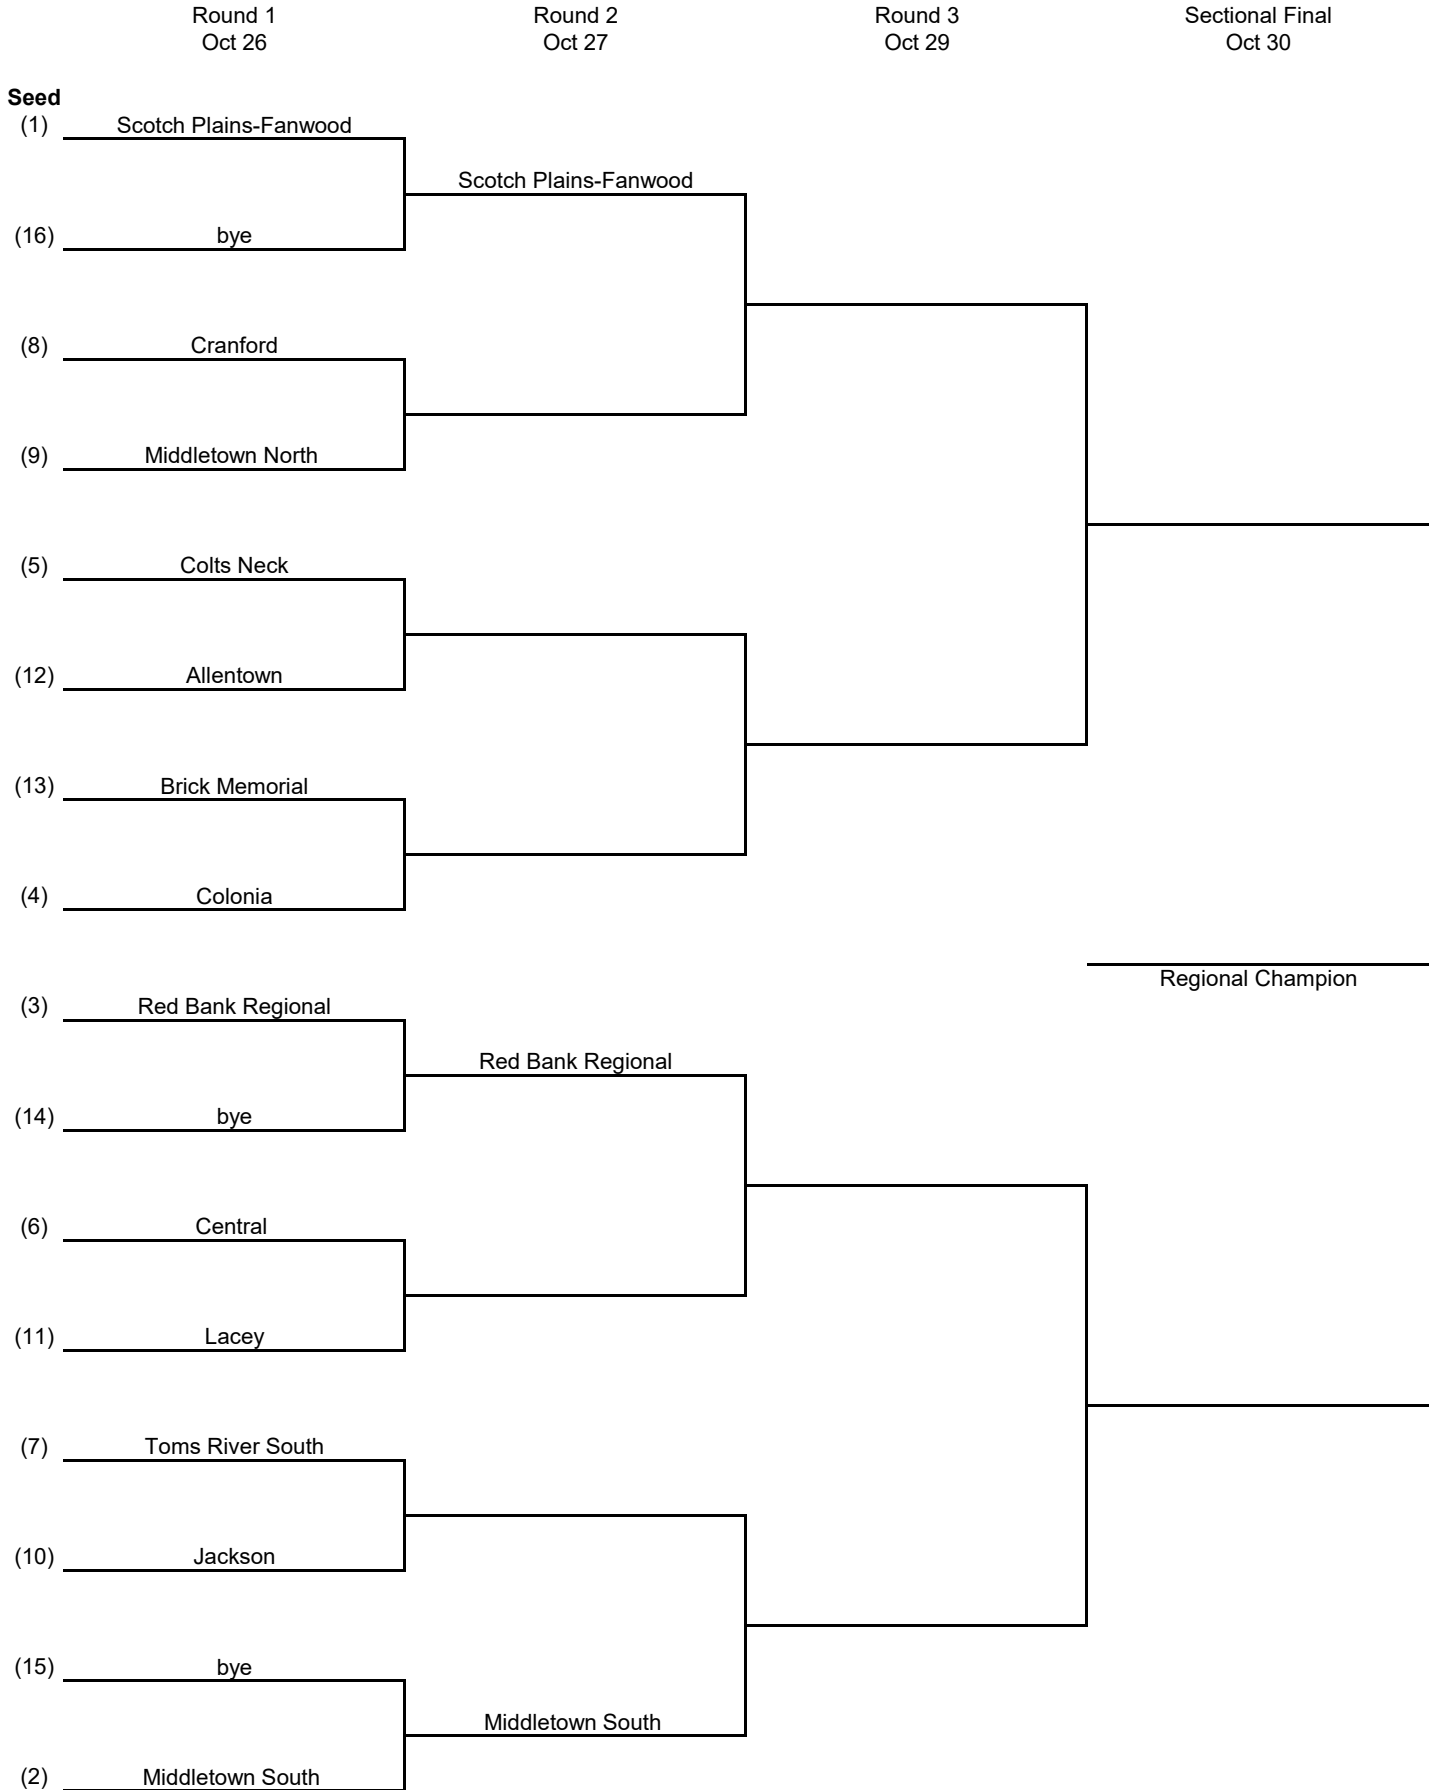 Round 1 Round 2 Round 3 Sectional Final
Oct 26 Oct 27 Oct 29 Oct 30
Seed
(1) Scotch Plains-Fanwood
Scotch Plains-Fanwood
(16) bye
(8) Cranford
(9) Middletown North
(5) Colts Neck
(12) Allentown
(13) Brick Memorial
(4) Colonia
Regional Champion
(3) Red Bank Regional
Red Bank Regional
(14) bye
(6) Central
(11) Lacey
(7) Toms River South
(10) Jackson
(15) bye
Middletown South
(2) Middletown South